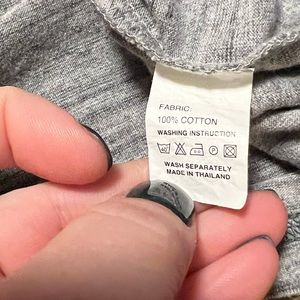 FABRIC:
100% COTTON
WASHING INSTRUCTION
WASH SEPARATELY
MADE IN THAILAND